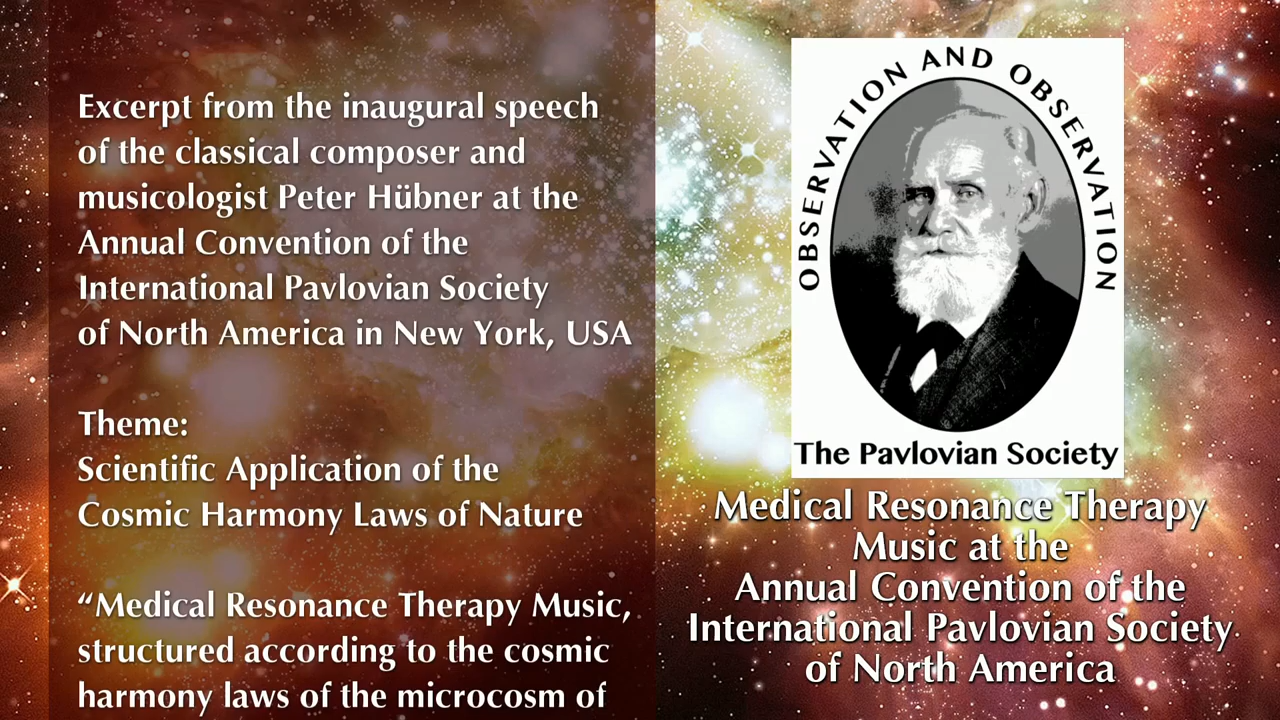 Excerpt from the inaugural speech
of the classical composer and
musicologist Peter Hübner at the
Annual Convention of the
International Pavlovian Society
of North America in New York, USA
Theme:
Scientific Application of the
Cosmic Harmony Laws of Nature
“Medical Resonance Therapy Music,
structured according to the cosmic
harmony laws of the microcosm of
OBSERVATION AND OBSERVATION
The Pavlovian Society
Medical Resonance Therapy
Music at the
Annual Convention of the
International Pavlovian Society
of North America